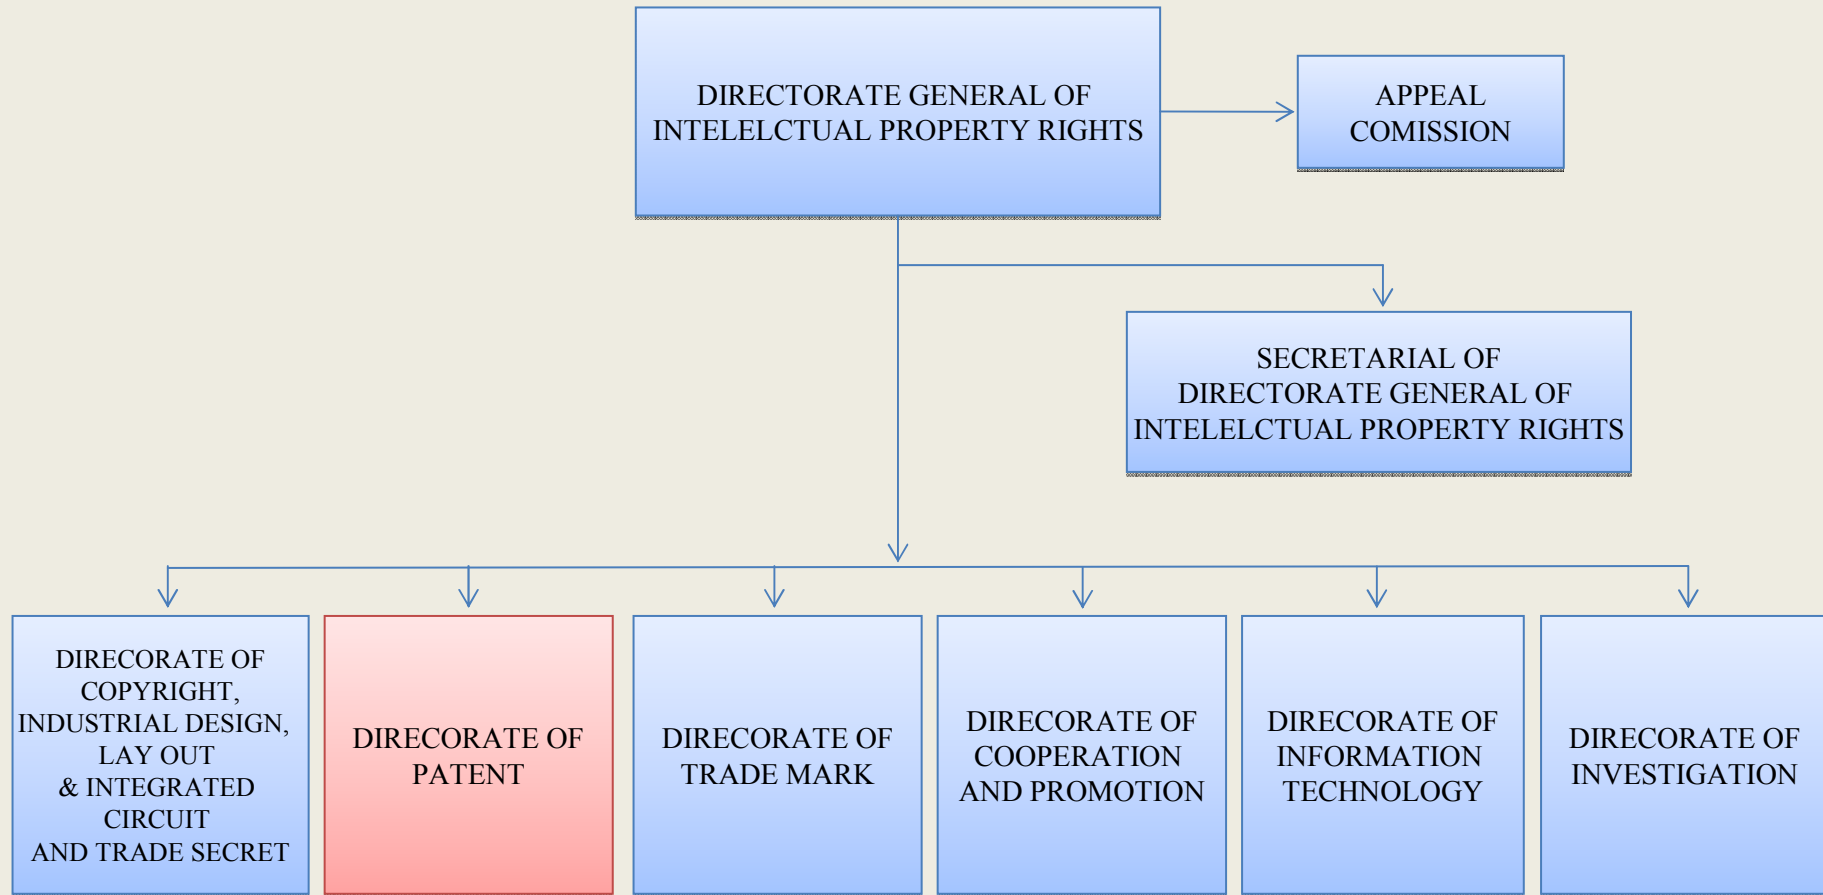 DIRECTORATE GENERAL OF
INTELELCTUAL PROPERTY RIGHTS
APPEAL
COMISSION
SECRETARIAL OF
DIRECTORATE GENERAL OF
INTELELCTUAL PROPERTY RIGHTS
DIRECORATE OF
COPYRIGHT,
INDUSTRIAL DESIGN,
LAY OUT
& INTEGRATED
CIRCUIT
AND TRADE SECRET
DIRECORATE OF
PATENT
DIRECORATE OF
TRADE MARK
DIRECORATE OF
COOPERATION
AND PROMOTION
DIRECORATE OF
INFORMATION
TECHNOLOGY
DIRECORATE OF
INVESTIGATION